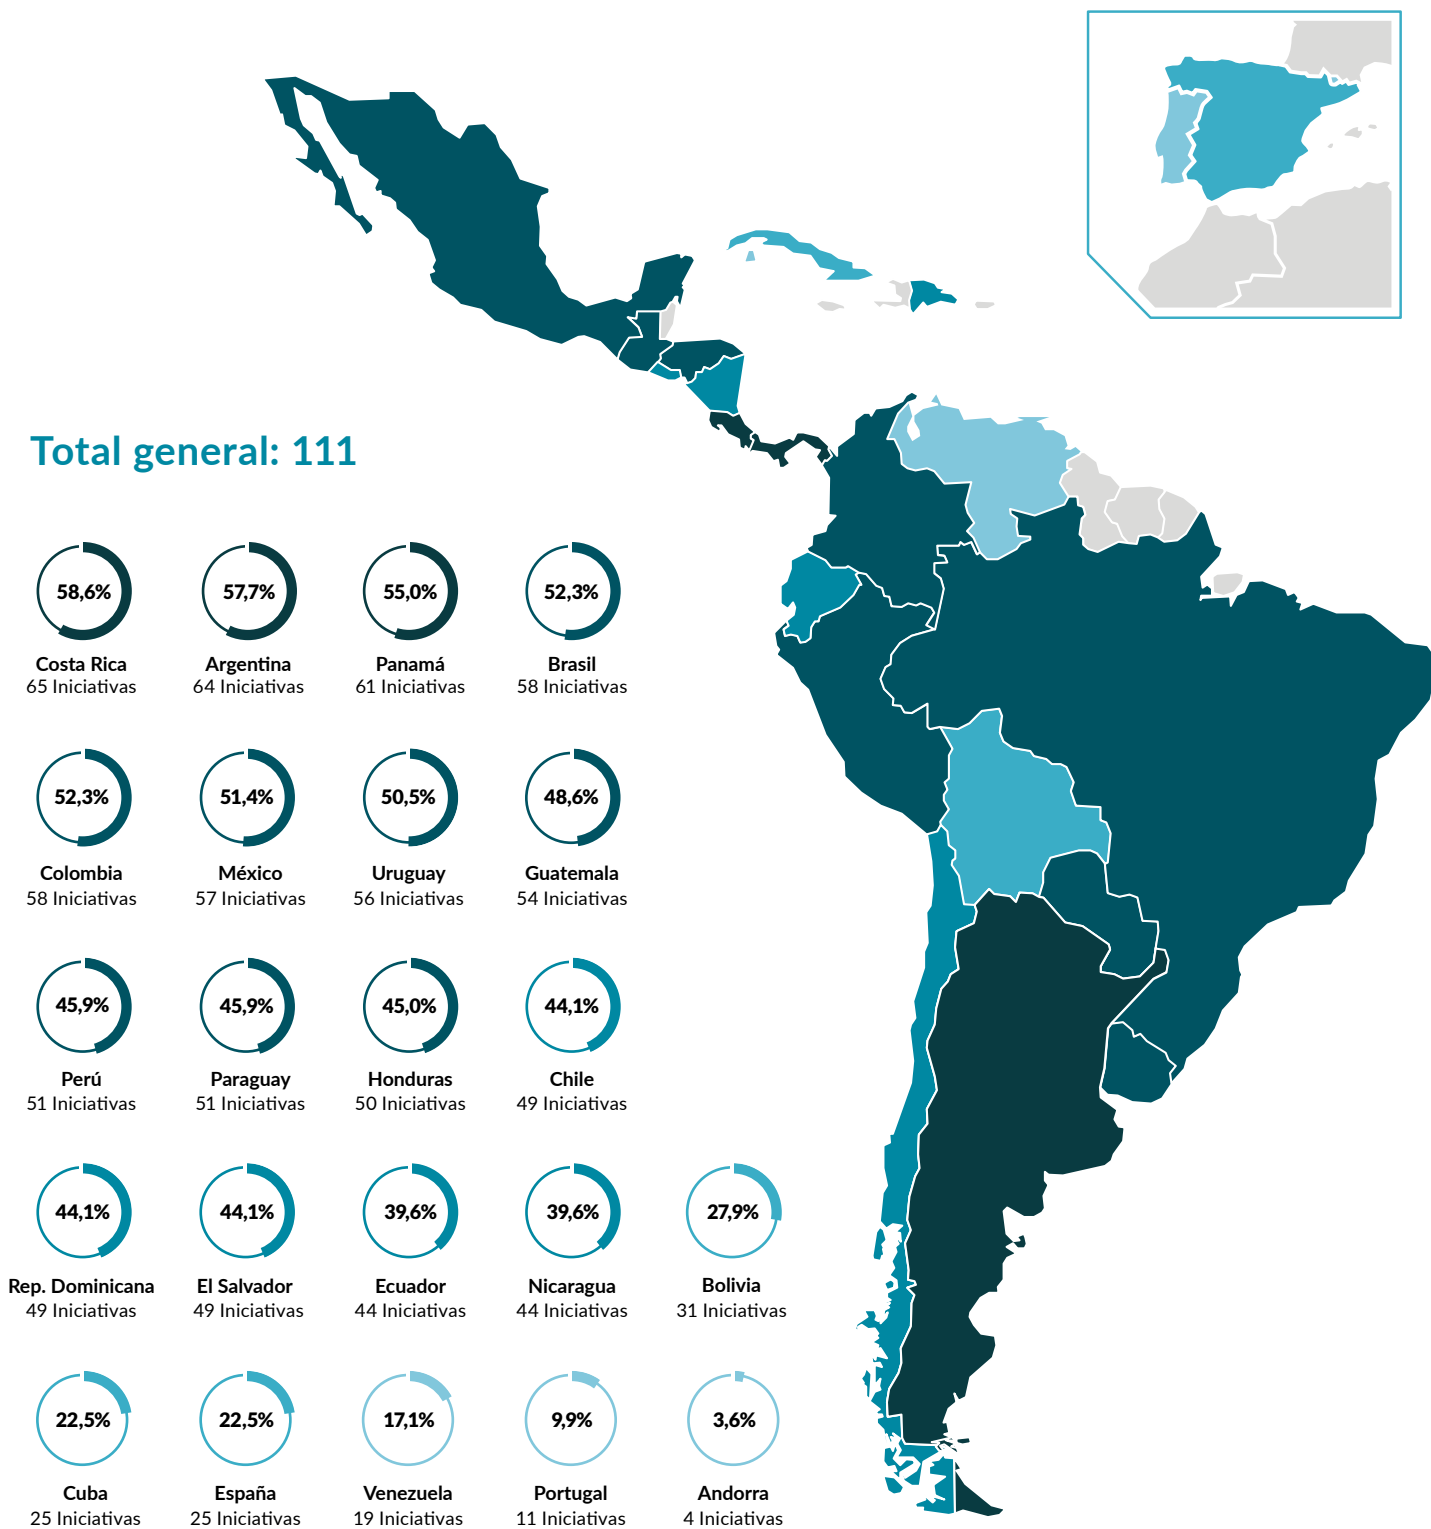 Total general: 111
58,6%
57,7%
55,0%
52,3%
Costa Rica
65 Iniciativas
Argentina
64 Iniciativas
Panamá
61 Iniciativas
Brasil
58 Iniciativas
52,3%
51,4%
50,5%
48,6%
Colombia
58 Iniciativas
México
57 Iniciativas
Uruguay
56 Iniciativas
Guatemala
54 Iniciativas
45,9%
45,9%
45,0%
44,1%
Perú
51 Iniciativas
Paraguay
51 Iniciativas
Honduras
50 Iniciativas
Chile
49 Iniciativas
44,1%
44,1%
39,6%
39,6%
27,9%
Rep. Dominicana
49 Iniciativas
El Salvador
49 Iniciativas
Ecuador
44 Iniciativas
Nicaragua
44 Iniciativas
Bolivia
31 Iniciativas
22,5%
22,5%
17,1%
9,9%
3,6%
Cuba
25 Iniciativas
España
25 Iniciativas
Venezuela
19 Iniciativas
Portugal
11 Iniciativas
Andorra
4 Iniciativas